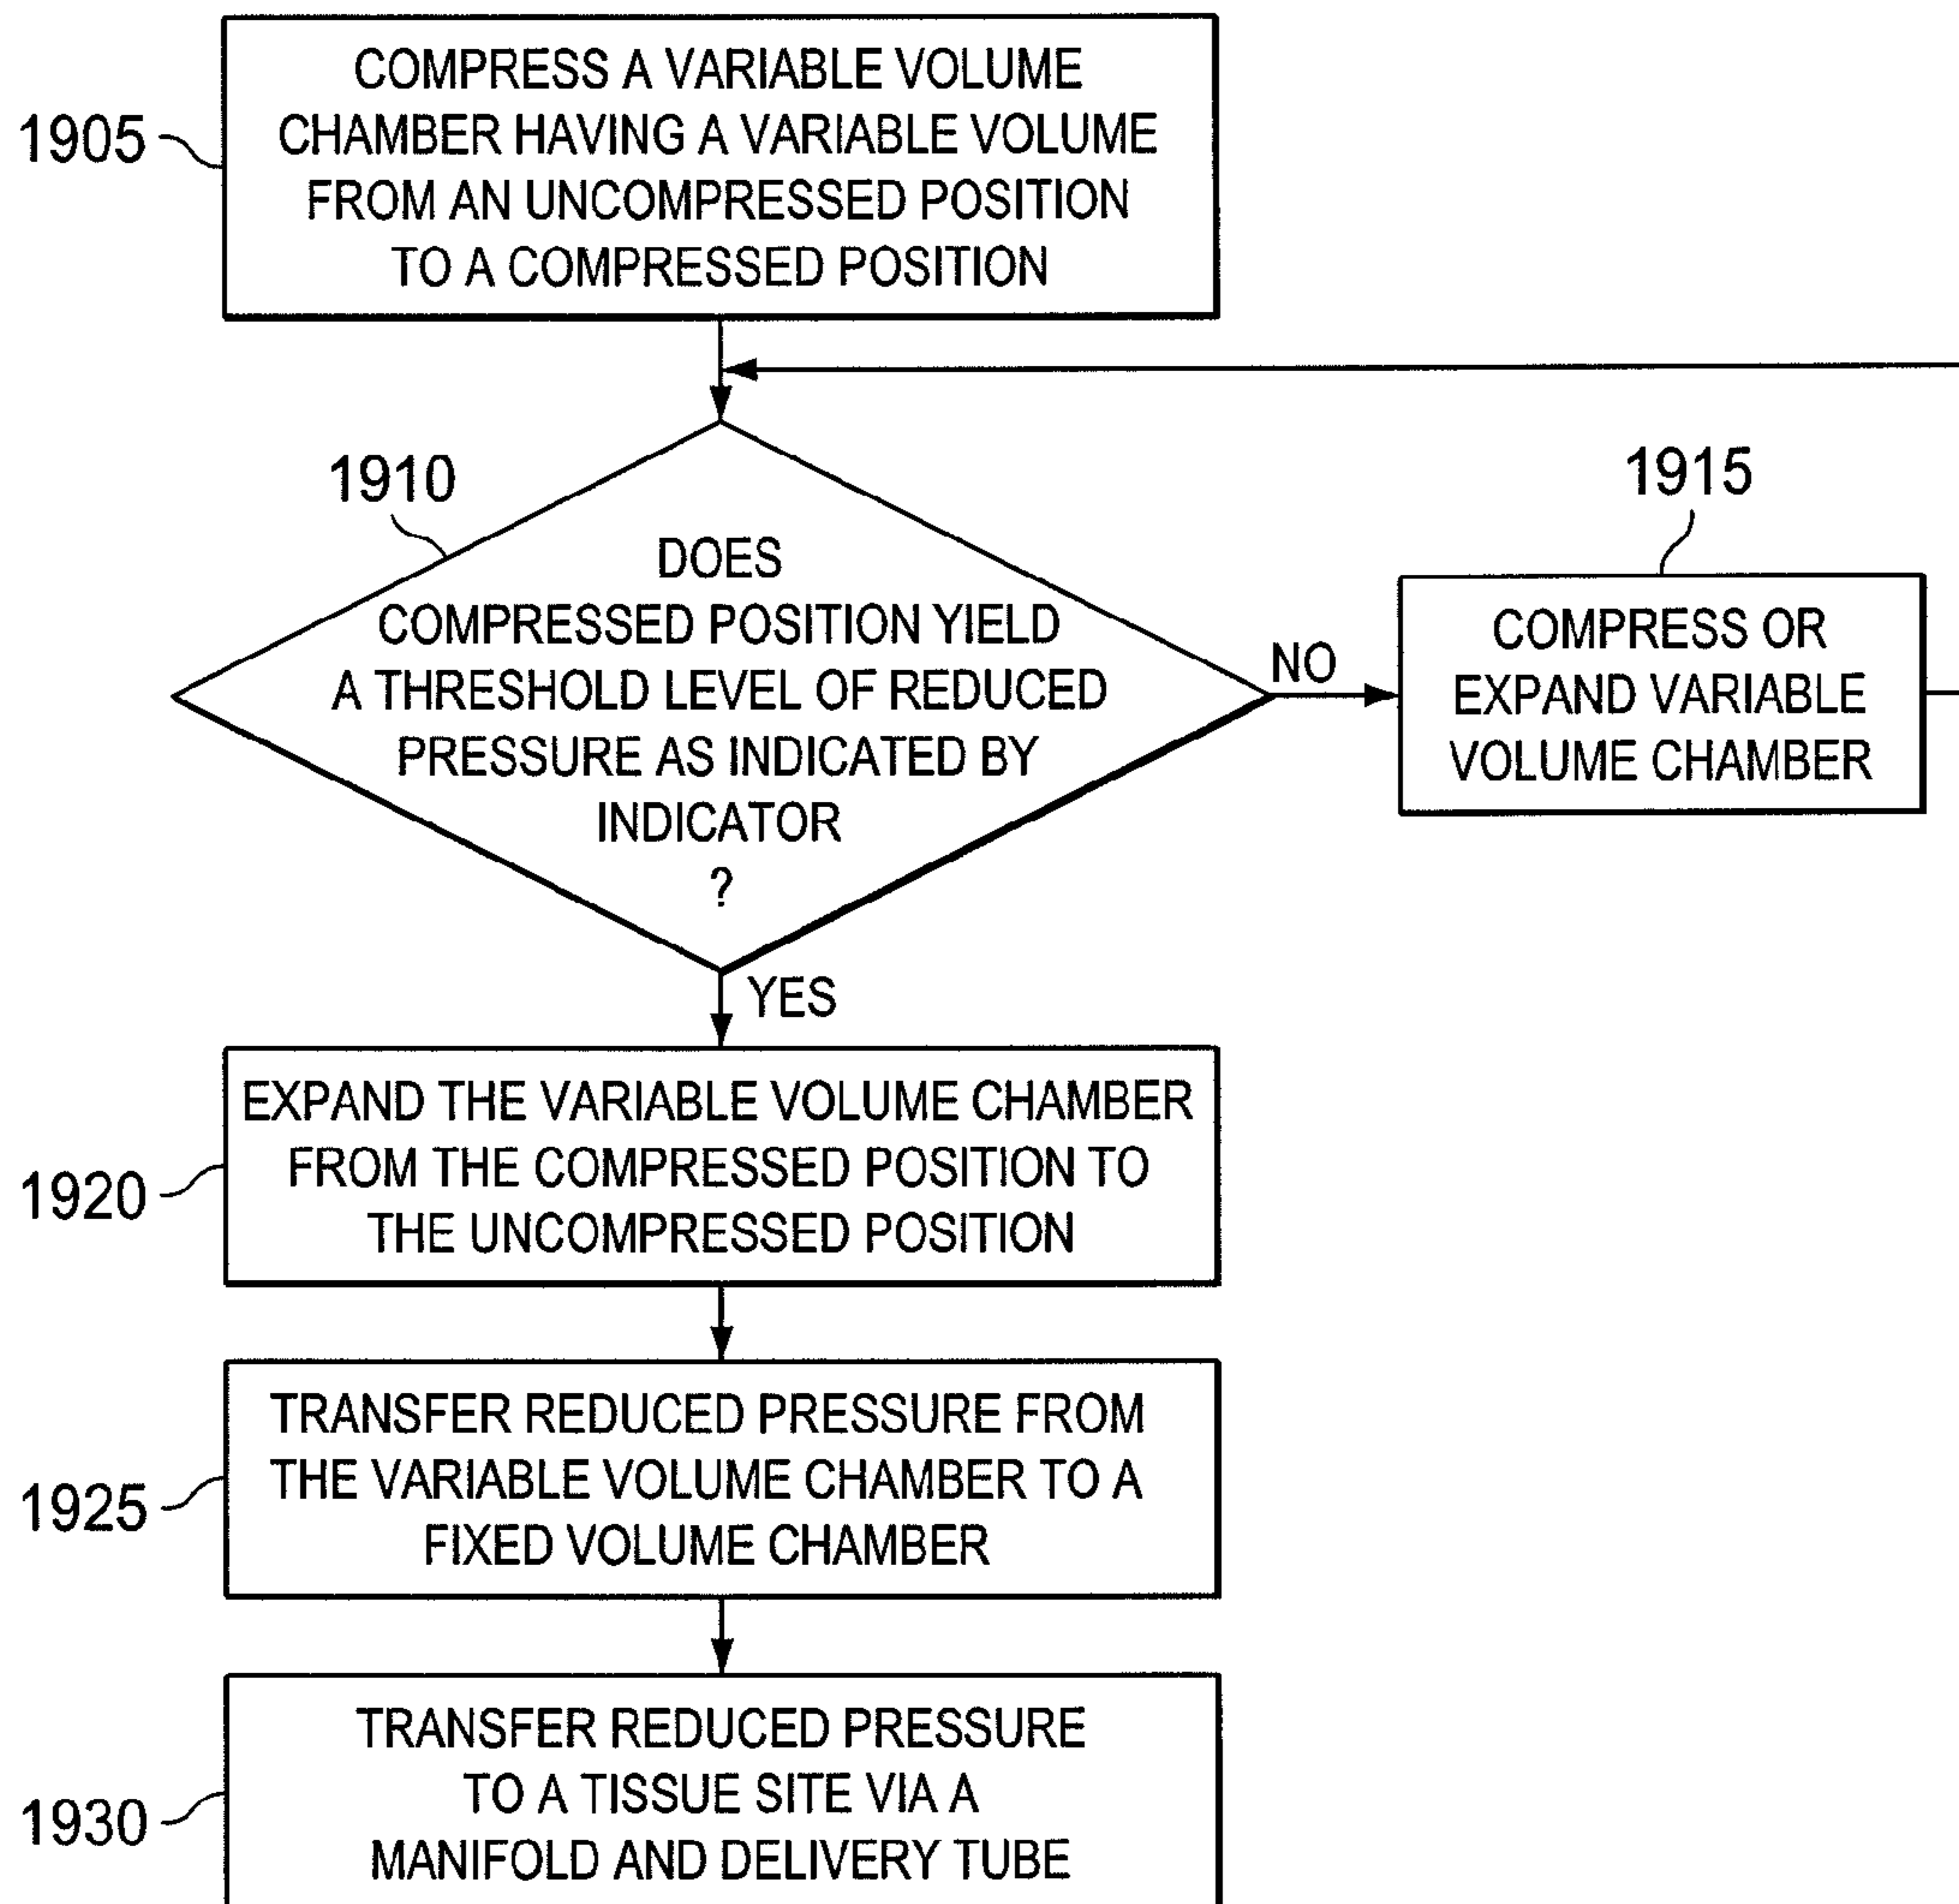 1905
COMPRESS A VARIABLE VOLUME
CHAMBER HAVING A VARIABLE VOLUME
FROM AN UNCOMPRESSED POSITION
TO A COMPRESSED POSITION
1910
DOES
COMPRESSED POSITION YIELD
A THRESHOLD LEVEL OF REDUCED
PRESSURE AS INDICATED BY
INDICATOR
?
NO
1915
COMPRESS OR
EXPAND VARIABLE
VOLUME CHAMBER
YES
1920
EXPAND THE VARIABLE VOLUME CHAMBER
FROM THE COMPRESSED POSITION TO
THE UNCOMPRESSED POSITION
1925
TRANSFER REDUCED PRESSURE FROM
THE VARIABLE VOLUME CHAMBER TO A
FIXED VOLUME CHAMBER
1930
TRANSFER REDUCED PRESSURE
TO A TISSUE SITE VIA A
MANIFOLD AND DELIVERY TUBE